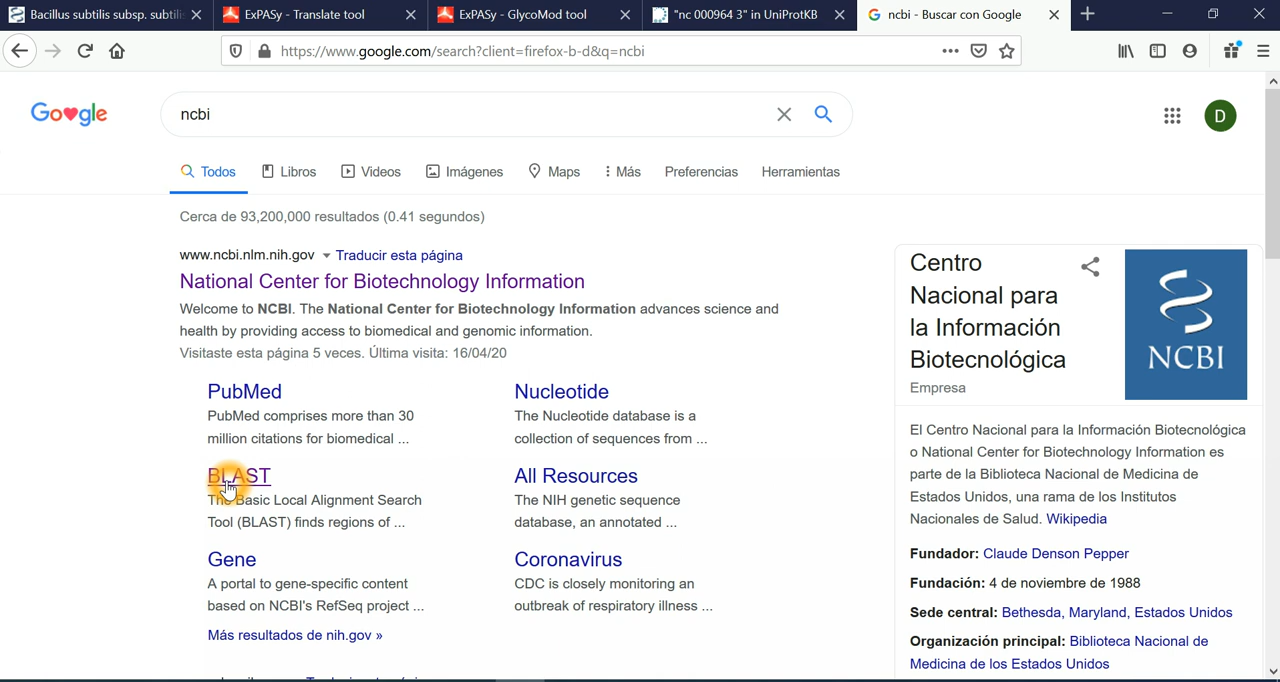 Bacillus subtilis subsp. subtili
ExPASy - Translate tool
ExPASy - GlycoMod tool
"nc 000964 3" in UniProtKB
ncbi - Buscar con Google
https://www.google.com/search?client=firefox-b-d&q=ncbi
ncbi
D
Todos
Libros
Videos
Imágenes
Maps
Más
Preferencias
Herramientas
Cerca de 93,200,000 resultados (0.41 segundos)
www.ncbi.nlm.nih.gov Traducir esta página
National Center for Biotechnology Information
Welcome to NCBI. The National Center for Biotechnology Information advances science and
health by providing access to biomedical and genomic information.
Visitaste esta página 5 veces. Última visita: 16/04/20
PubMed
PubMed comprises more than 30
million citations for biomedical ...
Nucleotide
The Nucleotide database is a
collection of sequences from ...
BLAST
The Basic Local Alignment Search
Tool (BLAST) finds regions of ...
All Resources
The NIH genetic sequence
database, an annotated ...
Gene
A portal to gene-specific content
based on NCBI's RefSeq project ...
Coronavirus
CDC is closely monitoring an
outbreak of respiratory illness ...
Más resultados de nih.gov »
Centro
Nacional para
la Información
Biotecnológica
Empresa
NCBI
El Centro Nacional para la Información Biotecnológica
o National Center for Biotechnology Information es
parte de la Biblioteca Nacional de Medicina de
Estados Unidos, una rama de los Institutos
Nacionales de Salud. Wikipedia
Fundador: Claude Denson Pepper
Fundación: 4 de noviembre de 1988
Sede central: Bethesda, Maryland, Estados Unidos
Organización principal: Biblioteca Nacional de
Medicina de los Estados Unidos